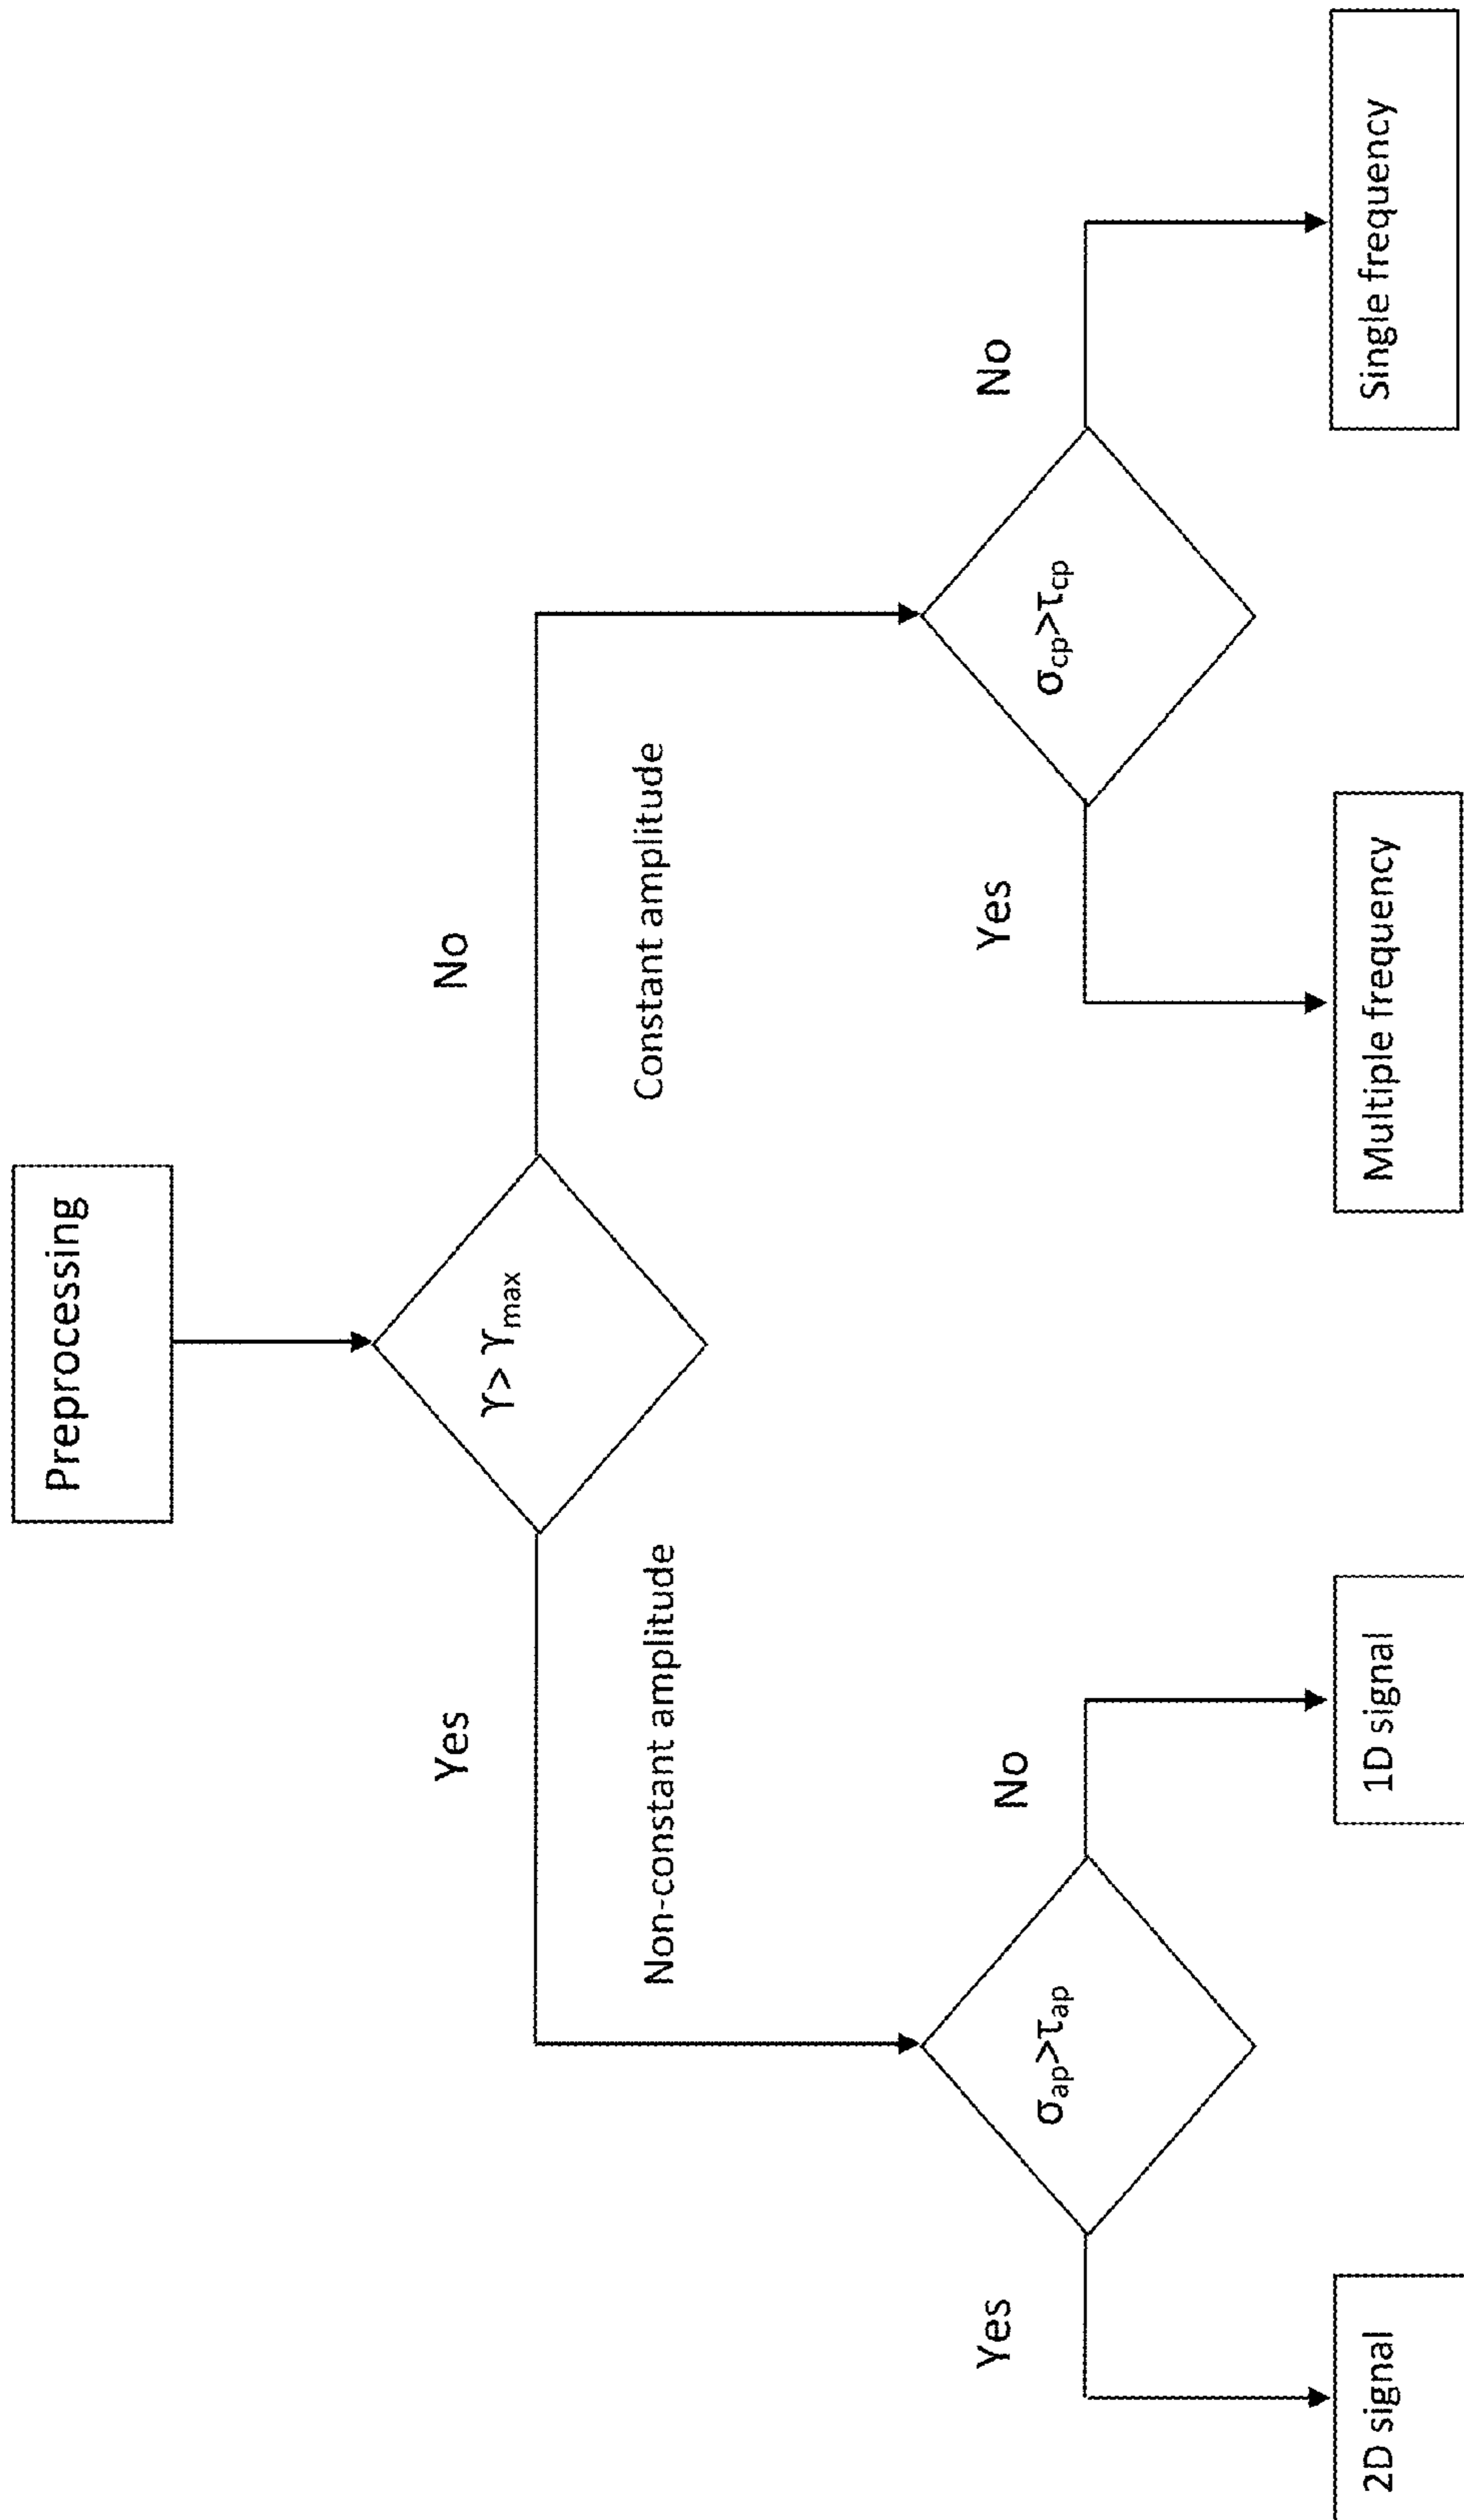 Preprocessing
Yes
No
γ> γmax
Non-constant amplitude
Constant amplitude
Yes
No
Yes
No
σap>τap
σcp>τcp
2D signal
1D signal
Multiple frequency
Single frequency